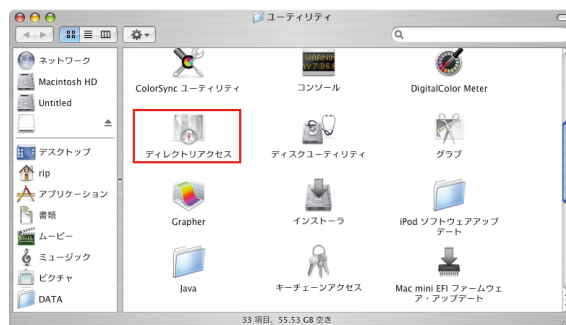 ユーティリティ
ネットワーク
Macintosh HD
Untitled
デスクトップ
rip
アプリケーション
書類
ムービー
ミュージック
ピクチャ
DATA
ColorSync ユーティリティ
コンソール
DigitalColor Meter
ディレクトリアクセス
ディスクユーティリティ
グラブ
Grapher
インストーラ
iPod ソフトウェアアップ
デート
Java
キーチェーンアクセス
Mac mini EFI ファームウェ
ア・アップデート
33 項目、55.53 GB 空き